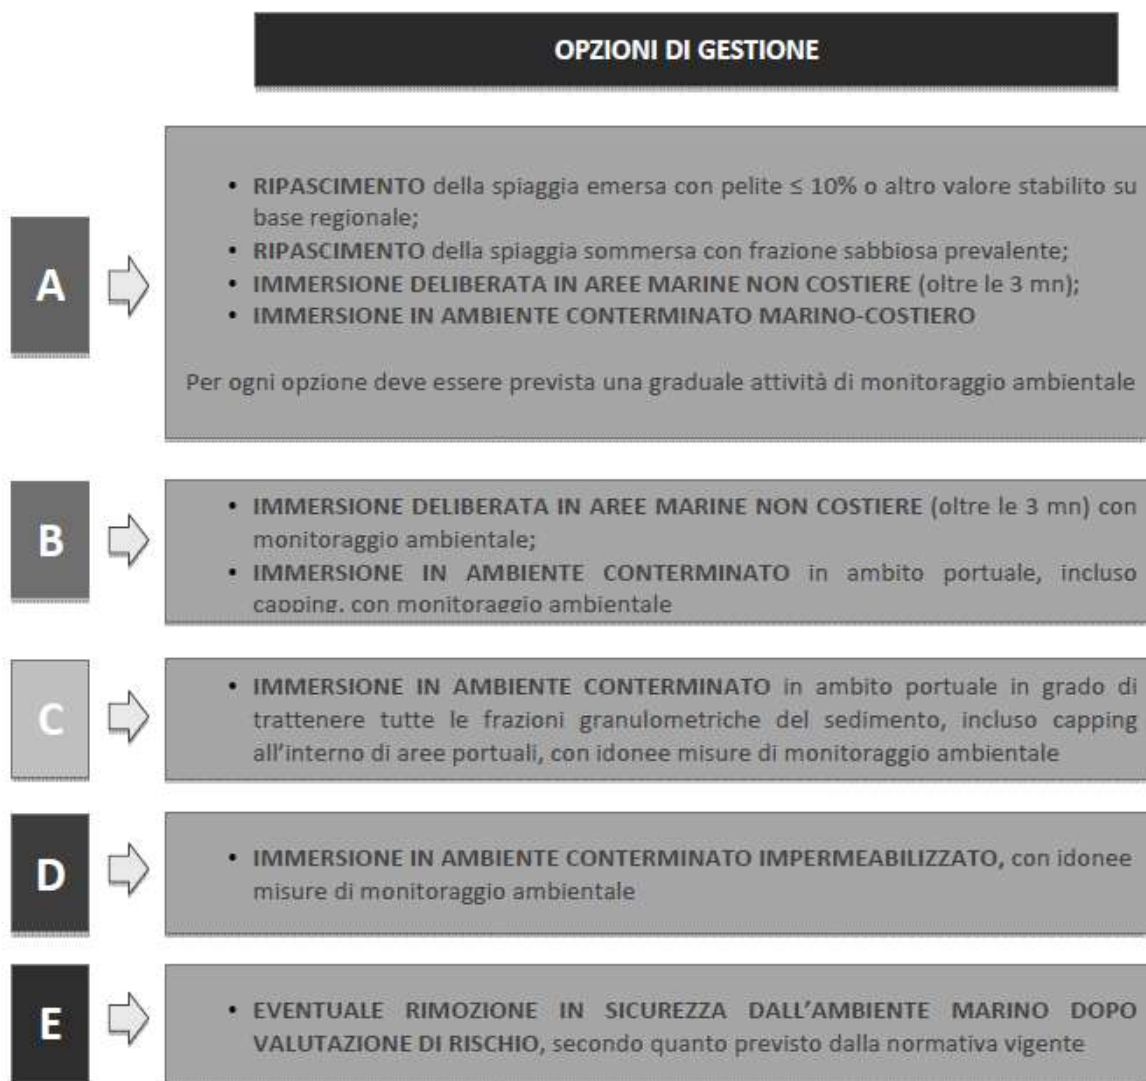 OPZIONI DI GESTIONE
A
• RIPASCIMENTO della spiaggia emersa con pelite ≤ 10% o altro valore stabilito su
base regionale;
• RIPASCIMENTO della spiaggia sommersa con frazione sabbiosa prevalente;
• IMMERSIONE DELIBERATA IN AREE MARINE NON COSTIERE (oltre le 3 mn);
• IMMERSIONE IN AMBIENTE CONTERMINATO MARINO-COSTIERO
Per ogni opzione deve essere prevista una graduale attività di monitoraggio ambientale
B
• IMMERSIONE DELIBERATA IN AREE MARINE NON COSTIERE (oltre le 3 mn) con
monitoraggio ambientale;
• IMMERSIONE IN AMBIENTE CONTERMINATO in ambito portuale, incluso
capping, con monitoraggio ambientale
C
• IMMERSIONE IN AMBIENTE CONTERMINATO in ambito portuale in grado di
trattenere tutte le frazioni granulometriche del sedimento, incluso capping
all'interno di aree portuali, con idonee misure di monitoraggio ambientale
D
• IMMERSIONE IN AMBIENTE CONTERMINATO IMPERMEABILIZZATO, con idonee
misure di monitoraggio ambientale
E
• EVENTUALE RIMOZIONE IN SICUREZZA DALL'AMBIENTE MARINO DOPO
VALUTAZIONE DI RISCHIO, secondo quanto previsto dalla normativa vigente